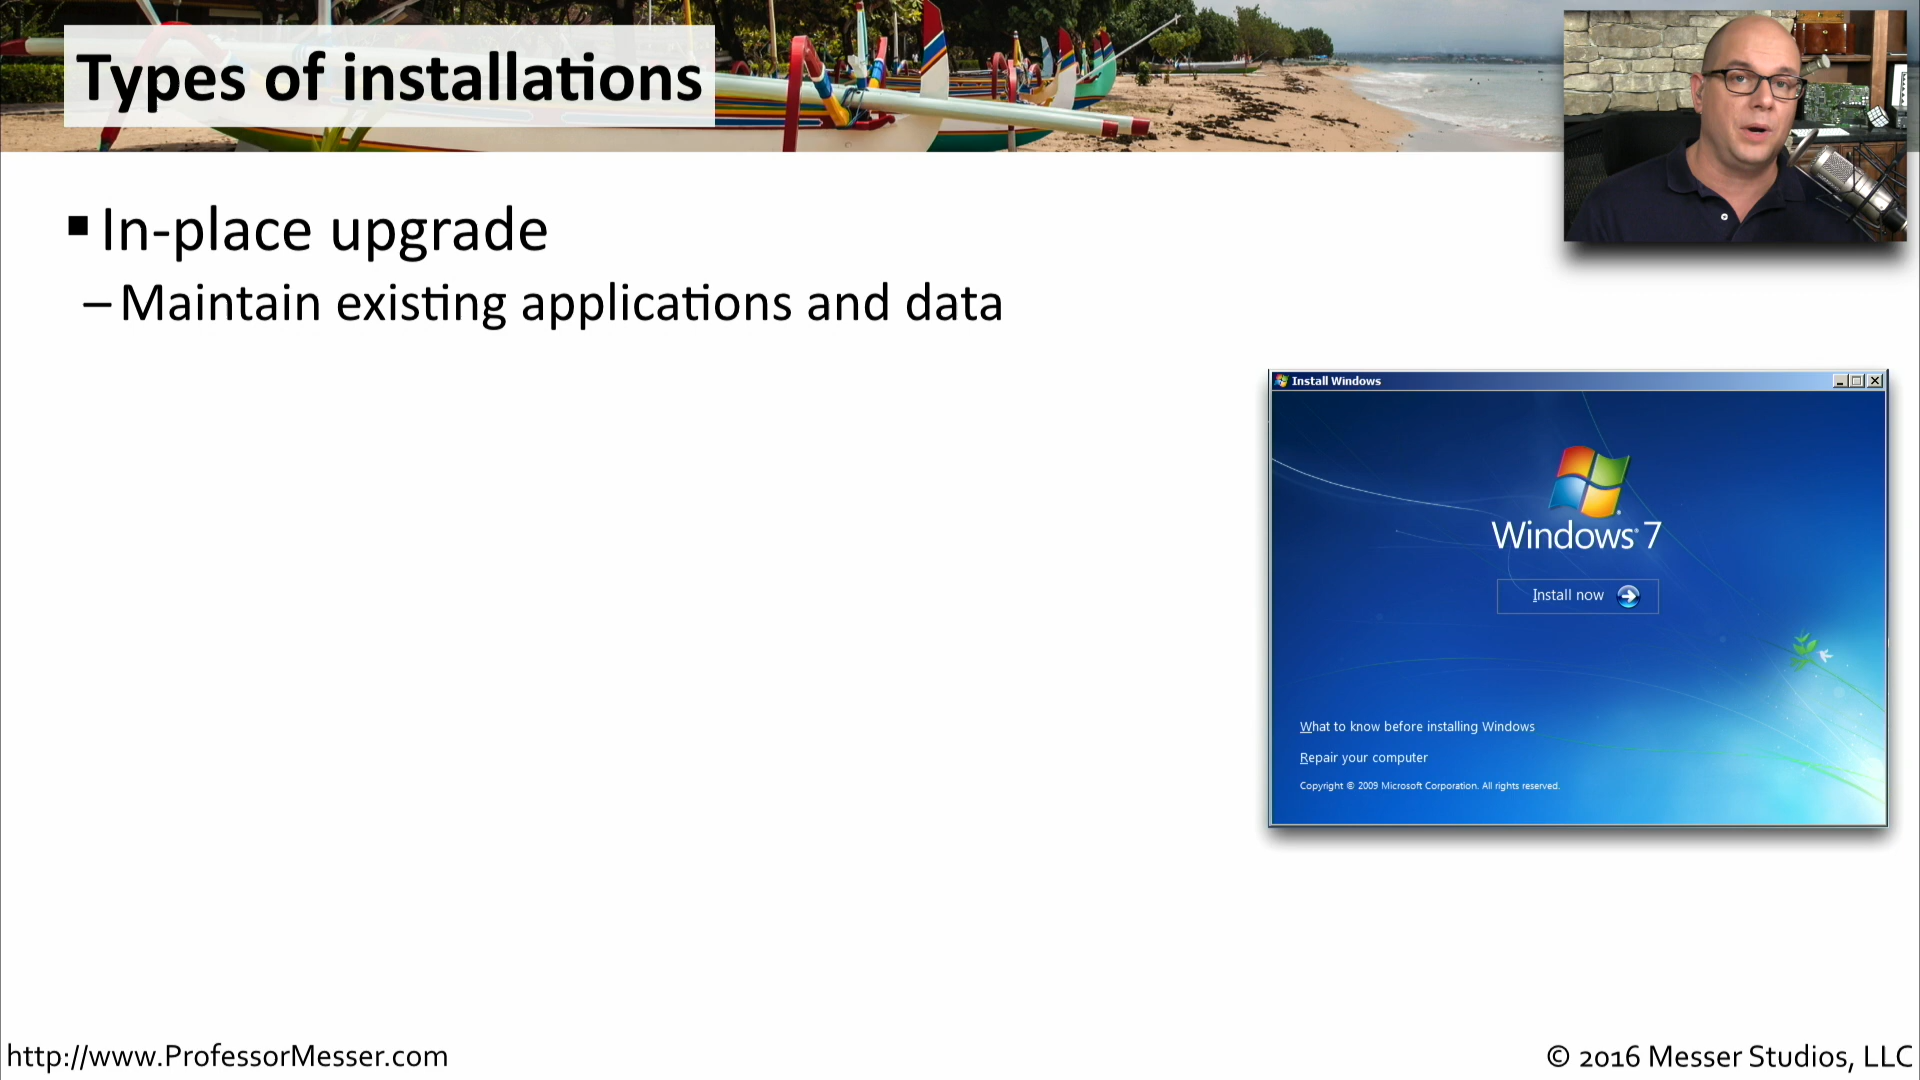 Types of installations
▪ In-place upgrade
– Maintain existing applications and data
Install Windows
Windows® 7
Install now
What to know before installing Windows
Repair your computer
Copyright © 2009 Microsoft Corporation. All rights reserved.
http://www.ProfessorMesser.com
© 2016 Messer Studios, LLC